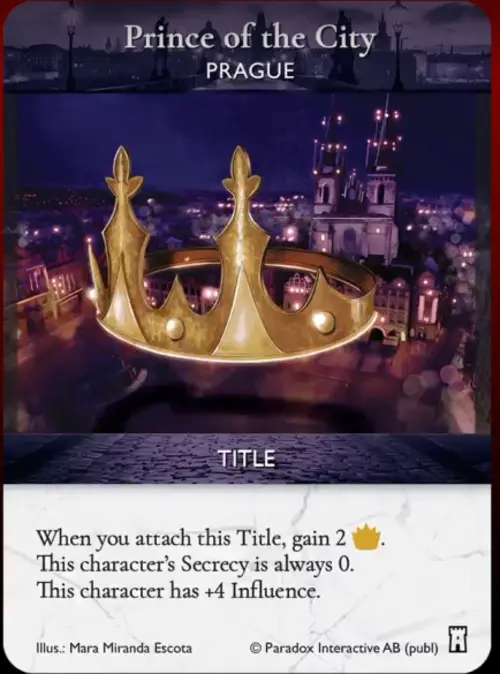 Prince of the City
PRAGUE
TITLE
When you attach this Title, gain 2 .
This character's Secrecy is always 0.
This character has +4 Influence.
Illus.: Mara Miranda Escota © Paradox Interactive AB (publ)